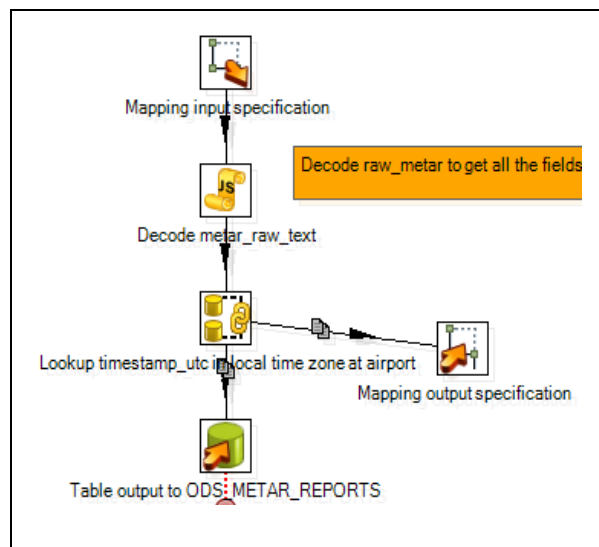 Mapping input specification
Decode raw_metar to get all the fields
JS
Decode metar_raw_text
Lookup timestamp_utc in local time zone at airport
Mapping output specification
Table output to ODS_METAR_REPORTS